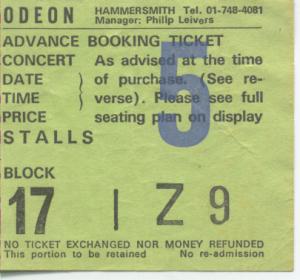 ODEON HAMMERSMITH Tel. 01-748-4081
Manager: Philip Leivers
ADVANCE BOOKING TICKET
CONCERT As advised at the time
DATE } of purchase. (See re-
TIME verse). Please see full
PRICE seating plan on display
5
STALLS
BLOCK
17 | Z 9
NO TICKET EXCHANGED NOR MONEY REFUNDED
This portion to be retained No re-admission